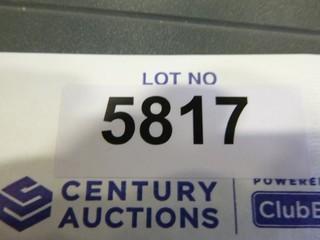 LOT NO
5817
CENTURY
AUCTIONS
POWERE
ClubE